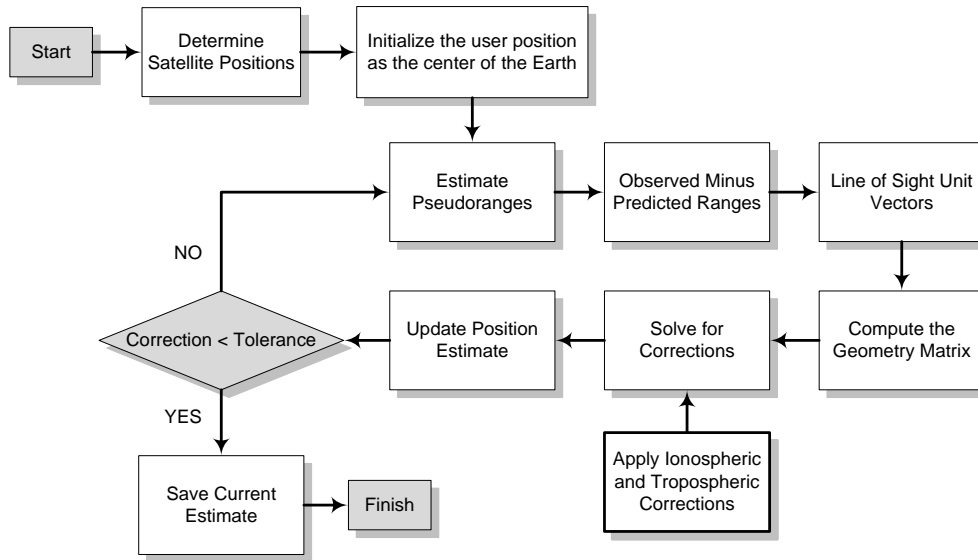 Start
Determine
Satellite Positions
Initialize the user position
as the center of the Earth
Estimate
Pseudoranges
Observed Minus
Predicted Ranges
Line of Sight Unit
Vectors
NO
Correction < Tolerance
Update Position
Estimate
Solve for
Corrections
Compute the
Geometry Matrix
YES
Apply Ionospheric
and Tropospheric
Corrections
Save Current
Estimate
Finish